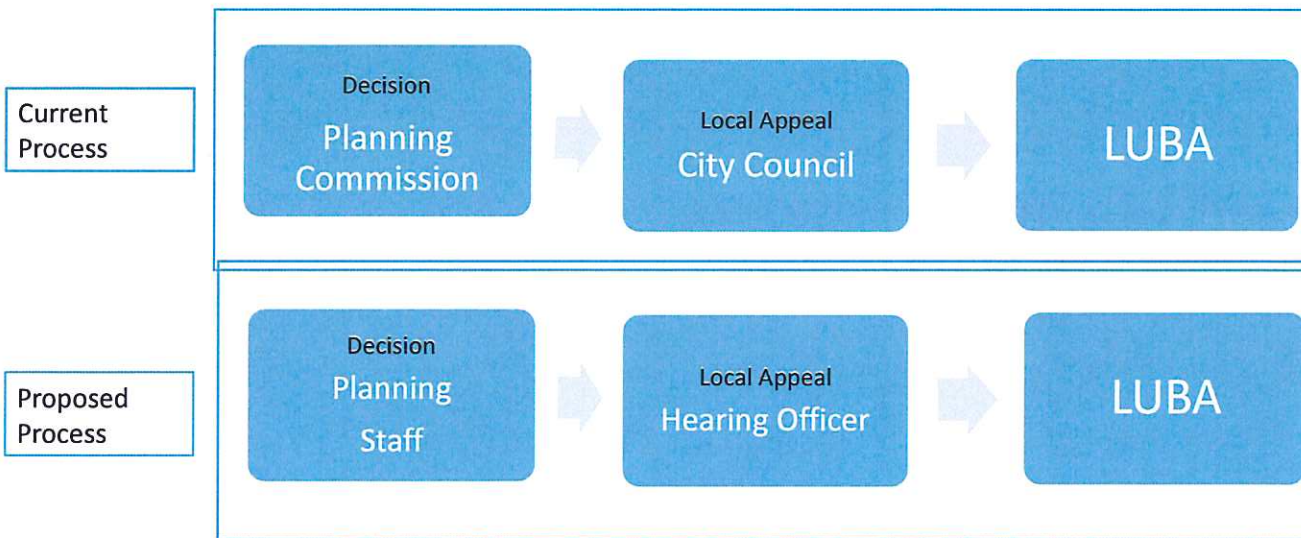 Current
Process
Decision
Planning
Commission
Local Appeal
City Council
LUBA
Proposed
Process
Decision
Planning
Staff
Local Appeal
Hearing Officer
LUBA